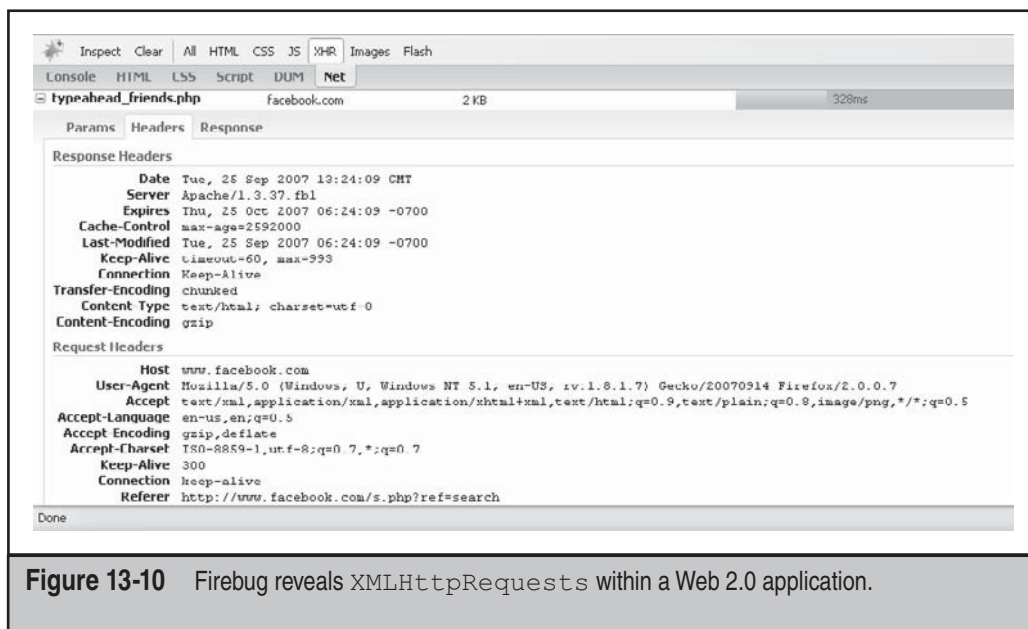 Inspect Clear All HTML CSS JS XHR Images Flash
Console HTML CSS Script DOM Net
typeahead_friends.php facebook.com 2 KB 328ms
Params Headers Response
Response Headers
Date Tue, 25 Sep 2007 13:24:09 GMT
Server Apache/1.3.37.fb1
Expires Thu, 25 Oct 2007 06:24:09 -0700
Cache-Control max-age=2592000
Last-Modified Tue, 25 Sep 2007 06:24:09 -0700
Keep-Alive timeout=60, max=993
Connection Keep-Alive
Transfer-Encoding chunked
Content-Type text/html; charset=utf-8
Content-Encoding gzip
Request Headers
Host www.facebook.com
User-Agent Mozilla/5.0 (Windows; U; Windows NT 5.1; en-US; rv:1.8.1.7) Gecko/20070914 Firefox/2.0.0.7
Accept text/xml,application/xml,application/xhtml+xml,text/html;q=0.9,text/plain;q=0.8,image/png,*/*;q=0.5
Accept-Language en-us,en;q=0.5
Accept-Encoding gzip,deflate
Accept-Charset ISO-8859-1,utf-8;q=0.7,*;q=0.7
Keep-Alive 300
Connection keep-alive
Referer http://www.facebook.com/s.php?ref=search
Done
Figure 13-10 Firebug reveals XMLHttpRequests within a Web 2.0 application.